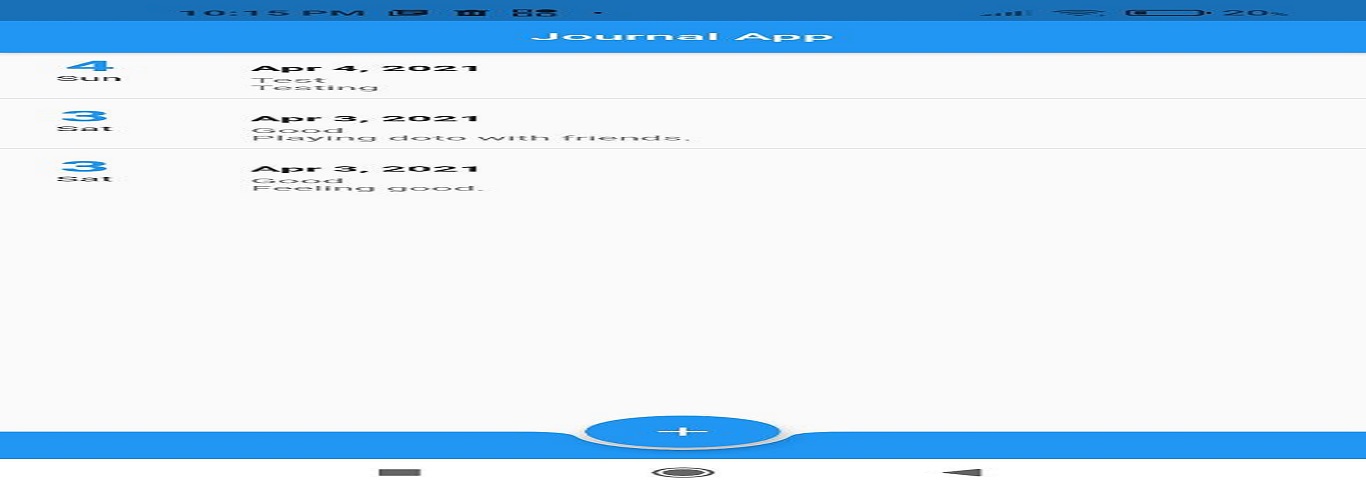 10:15 PM 20%
Journal App
4
Sun
Apr 4, 2021
Test
Testing
3
Sat
Apr 3, 2021
Good
Playing doto with friends.
3
Sat
Apr 3, 2021
Good
Feeling good.